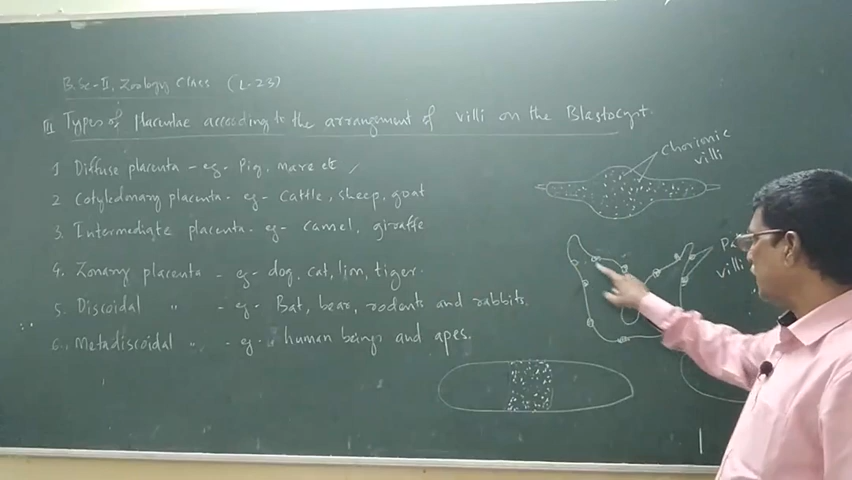 B.Sc-II, Zoology Class (L-23)
III Types of Placentae according to the arrangement of villi on the Blastocyst.
1 Diffuse placenta - eg- Pig, mare etc
2 Cotyledonary placenta - eg - Cattle, sheep, goat
3. Intermediate placenta - eg - Camel, giraffe
4. Zonary placenta - eg - dog, cat, lion, tiger.
5. Discoidal " - eg - Bat, bear, rodents and rabbits.
6. Metadiscoidal " - eg - human beings and apes.
Chorionic
villi
villi